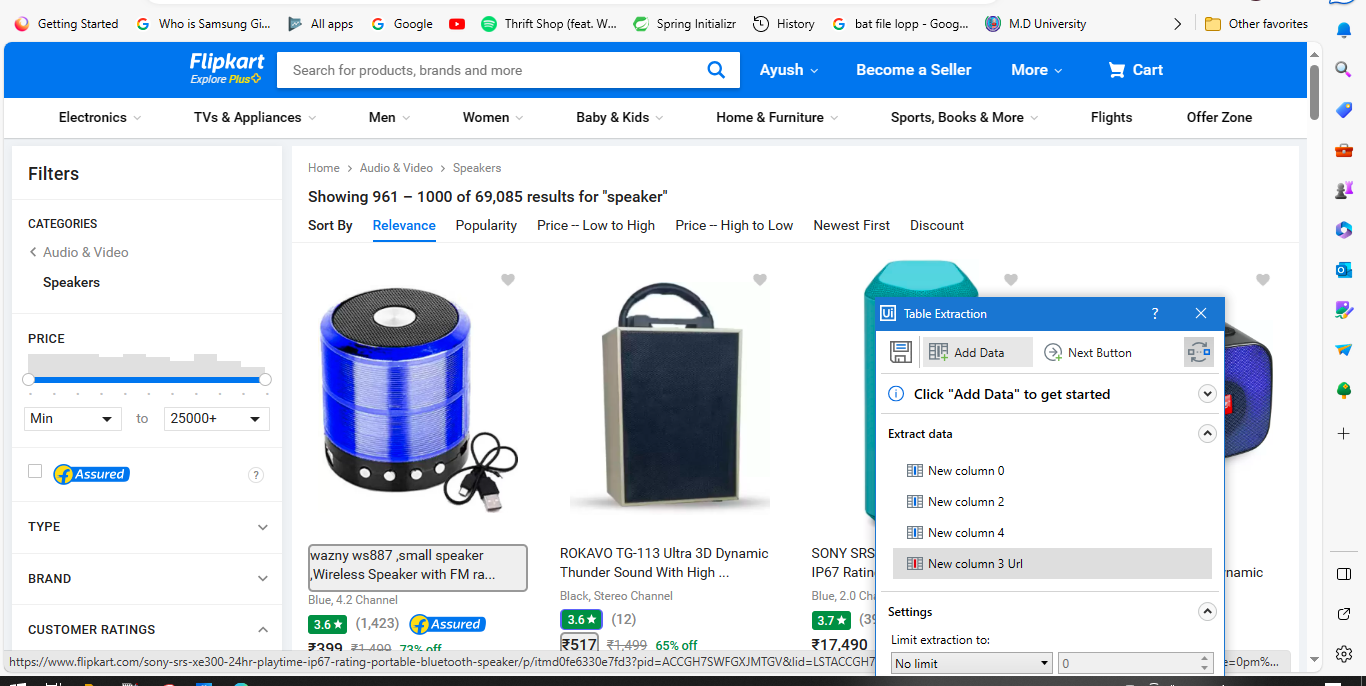 Getting Started
Who is Samsung Gi...
All apps
Google
Thrift Shop (feat. W...
Spring Initializr
History
bat file lopp - Goog...
M.D University
Other favorites
Flipkart
Explore Plus
Search for products, brands and more
Ayush
Become a Seller
More
Cart
Electronics
TVs & Appliances
Men
Women
Baby & Kids
Home & Furniture
Sports, Books & More
Flights
Offer Zone
Filters
CATEGORIES
Audio & Video
Speakers
PRICE
Min
to
25000+
Assured
?
TYPE
BRAND
CUSTOMER RATINGS
Home > Audio & Video > Speakers
Showing 961 – 1000 of 69,085 results for "speaker"
Sort By
Relevance
Popularity
Price -- Low to High
Price -- High to Low
Newest First
Discount
wazny ws887 ,small speaker
,Wireless Speaker with FM ra...
Blue, 4.2 Channel
3.6★ (1,423) Assured
₹399 ₹1,499 73% off
ROKAVO TG-113 Ultra 3D Dynamic
Thunder Sound With High ...
Black, Stereo Channel
3.6★ (12)
₹517 ₹1,499 65% off
SONY SRS
IP67 Ratin
Blue, 2.0 Cha
3.7★
₹17,490
namic
Ui Table Extraction
?
Add Data
Next Button
Click "Add Data" to get started
Extract data
New column 0
New column 2
New column 4
New column 3 Url
Settings
Limit extraction to:
No limit
0
https://www.flipkart.com/sony-srs-xe300-24hr-playtime-ip67-rating-portable-bluetooth-speaker/p/itmd0fe6330e7fd3?pid=ACCGH7SWFGXJMTGV&lid=LSTACCGH7
e=0pm%...